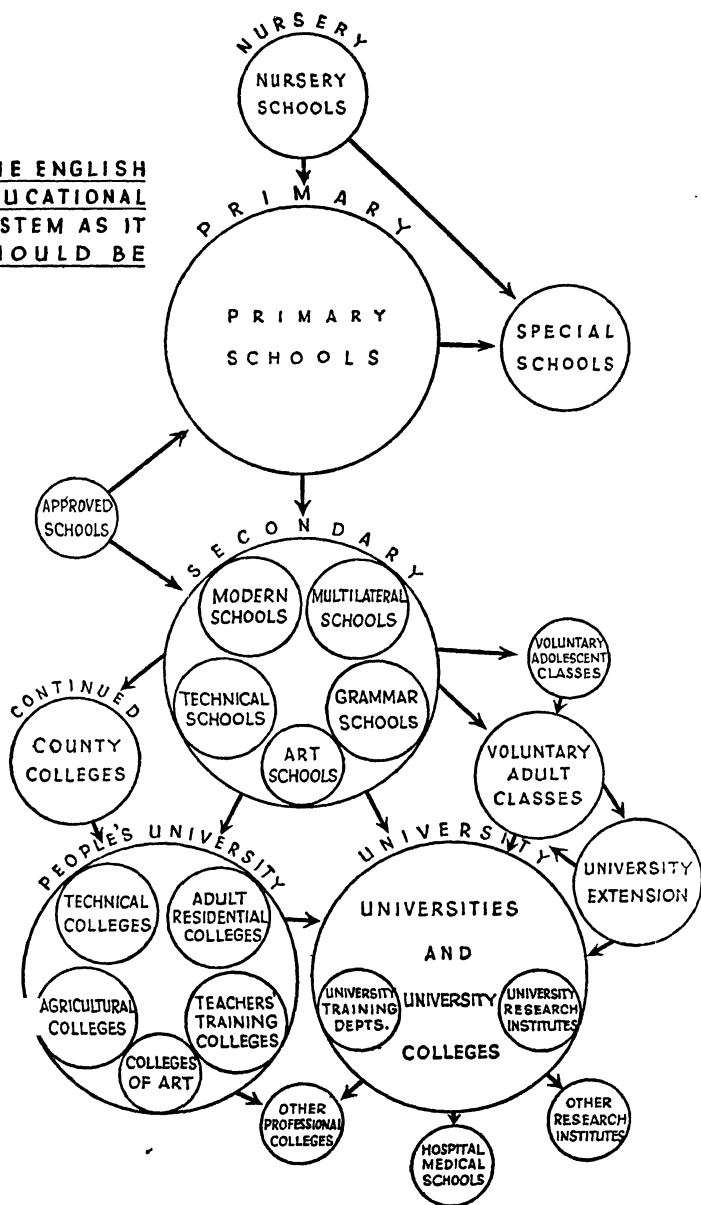 NURSERY
NURSERY
SCHOOLS
HE ENGLISH
UCATIONAL
STEM AS IT
HOULD BE
PRIMARY
PRIMARY
SCHOOLS
SPECIAL
SCHOOLS
APPROVED
SCHOOLS
SECONDARY
MODERN
SCHOOLS
MULTILATERAL
SCHOOLS
TECHNICAL
SCHOOLS
GRAMMAR
SCHOOLS
ART
SCHOOLS
VOLUNTARY
ADOLESCENT
CLASSES
CONTINUED
COUNTY
COLLEGES
VOLUNTARY
ADULT
CLASSES
UNIVERSITY
EXTENSION
PEOPLE'S UNIVERSITY
TECHNICAL
COLLEGES
ADULT
RESIDENTIAL
COLLEGES
AGRICULTURAL
COLLEGES
TEACHERS'
TRAINING
COLLEGES
COLLEGES
OF ART
UNIVERSITY
UNIVERSITIES
AND
UNIVERSITY
COLLEGES
UNIVERSITY
TRAINING
DEPTS.
UNIVERSITY
RESEARCH
INSTITUTES
OTHER
PROFESSIONAL
COLLEGES
HOSPITAL
MEDICAL
SCHOOLS
OTHER
RESEARCH
INSTITUTES